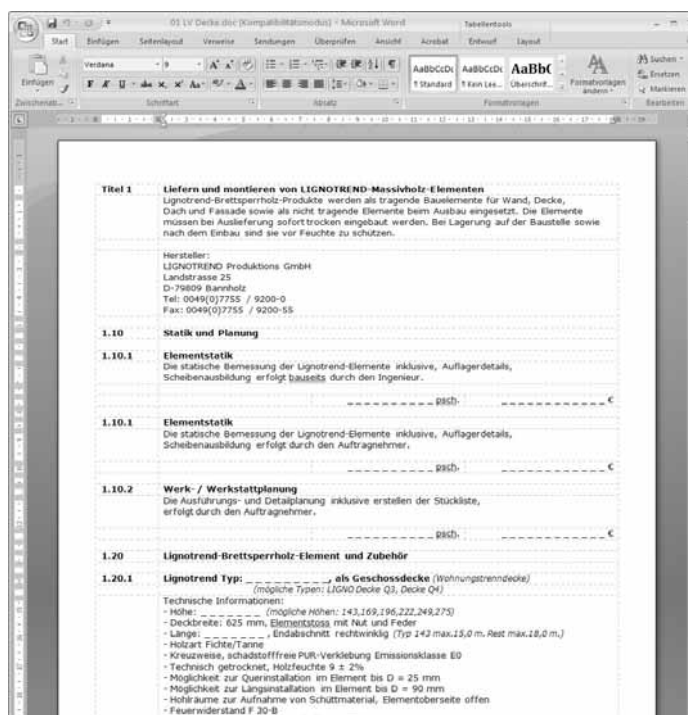 01 LV Decke.doc [Kompatibilitätsmodus] - Microsoft Word
Tabellentools
Start Einfügen Seitenlayout Verweise Sendungen Überprüfen Ansicht Acrobat Entwurf Layout
Verdana 9
AaBbCcDc AaBbCcDc AaBbC
Suchen
Ersetzen
Markieren
Einfügen
F K U abe x, x² Aa A
¶ Standard ¶ Kein Lee... Überschrif...
Formatvorlagen ändern
Zwischenab... Schriftart Absatz Formatvorlagen Bearbeiten
Titel 1 Liefern und montieren von LIGNOTREND-Massivholz-Elementen
Lignotrend-Brettsperrholz-Produkte werden als tragende Bauelemente für Wand, Decke,
Dach und Fassade sowie als nicht tragende Elemente beim Ausbau eingesetzt. Die Elemente
müssen bei Auslieferung sofort trocken eingebaut werden. Bei Lagerung auf der Baustelle sowie
nach dem Einbau sind sie vor Feuchte zu schützen.
Hersteller:
LIGNOTREND Produktions GmbH
Landstrasse 25
D-79809 Bannholz
Tel: 0049(0)7755 / 9200-0
Fax: 0049(0)7755 / 9200-55
1.10 Statik und Planung
1.10.1 Elementstatik
Die statische Bemessung der Lignotrend-Elemente inklusive, Auflagerdetails,
Scheibenausbildung erfolgt bauseits durch den Ingenieur.
_ _ _ _ _ _ _ _ _ _ _ psch. _ _ _ _ _ _ _ _ _ _ _ _ €
1.10.1 Elementstatik
Die statische Bemessung der Lignotrend-Elemente inklusive, Auflagerdetails,
Scheibenausbildung erfolgt durch den Auftragnehmer.
_ _ _ _ _ _ _ _ _ _ _ psch. _ _ _ _ _ _ _ _ _ _ _ _ €
1.10.2 Werk- / Werkstattplanung
Die Ausführungs- und Detailplanung inklusive erstellen der Stückliste,
erfolgt durch den Auftragnehmer.
_ _ _ _ _ _ _ _ _ _ _ psch. _ _ _ _ _ _ _ _ _ _ _ _ €
1.20 Lignotrend-Brettsperrholz-Element und Zubehör
1.20.1 Lignotrend Typ: _ _ _ _ _ _ _ _ _ _, als Geschossdecke (Wohnungstrenndecke)
(mögliche Typen: LIGNO Decke Q3, Decke Q4)
Technische Informationen:
- Höhe: _ _ _ _ _ _ _ (mögliche Höhen: 143,169,196,222,249,275)
- Deckbreite: 625 mm, Elementstoss mit Nut und Feder
- Länge: _ _ _ _ _ _ _ , Endabschnitt rechtwinklig (Typ 143 max.15,0 m. Rest max.18,0 m.)
- Holzart Fichte/Tanne
- Kreuzweise, schadstofffreie PUR-Verklebung Emissionsklasse E0
- Technisch getrocknet, Holzfeuchte 9 ± 2%
- Möglichkeit zur Querinstallation im Element bis D = 25 mm
- Möglichkeit zur Längsinstallation im Element bis D = 90 mm
- Hohlräume zur Aufnahme von Schüttmaterial, Elementoberseite offen
- Feuerwiderstand F 30-B